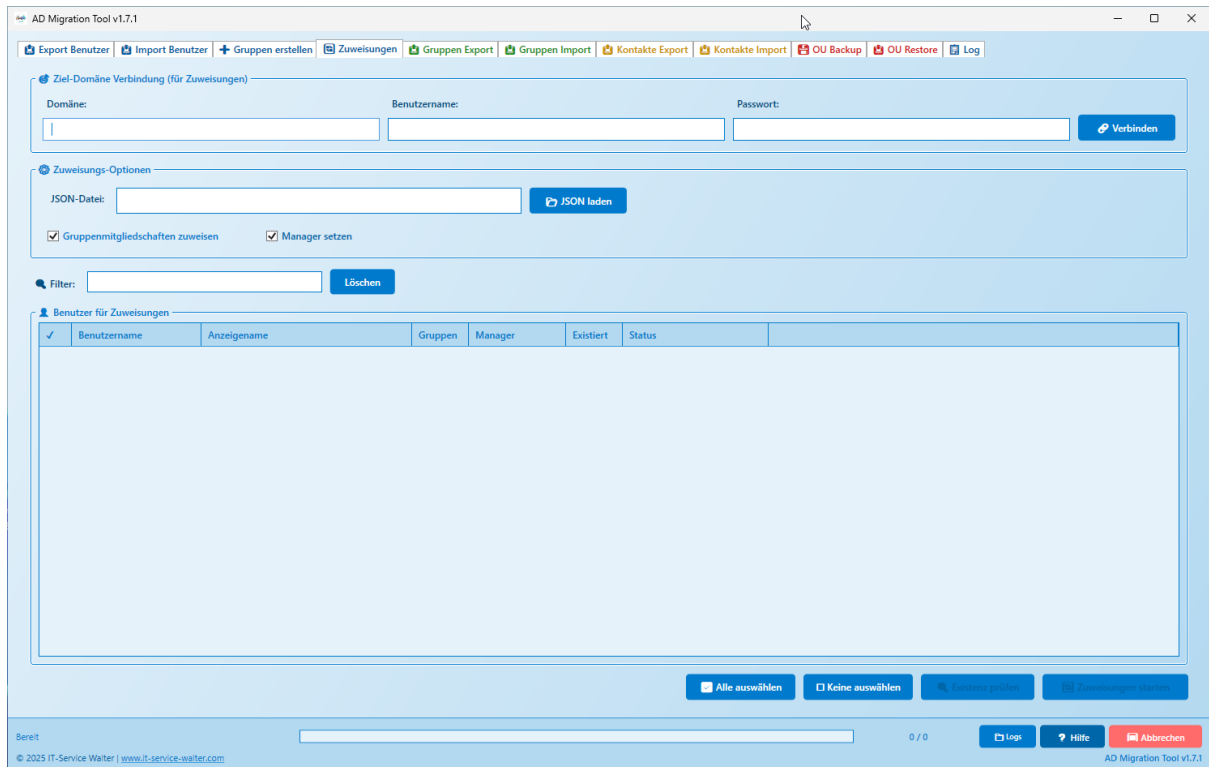 AD Migration Tool v1.7.1
Export Benutzer Import Benutzer Gruppen erstellen Zuweisungen Gruppen Export Gruppen Import Kontakte Export Kontakte Import OU Backup OU Restore Log
Ziel-Domäne Verbindung (für Zuweisungen)
Domäne: Benutzername: Passwort:
Verbinden
Zuweisungs-Optionen
JSON-Datei: JSON laden
Gruppenmitgliedschaften zuweisen Manager setzen
Filter: Löschen
Benutzer für Zuweisungen
✓ Benutzername Anzeigename Gruppen Manager Existiert Status
Alle auswählen Keine auswählen Existenz prüfen Zuweisungen starten
Bereit 0 / 0 Logs ? Hilfe Abbrechen
© 2025 IT-Service Walter | www.it-service-walter.com AD Migration Tool v1.7.1